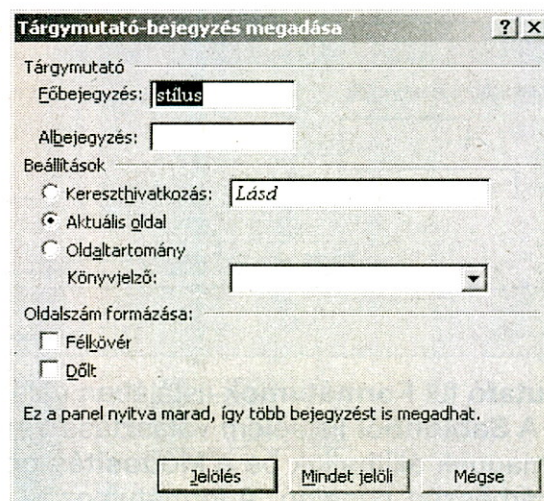 Tárgymutató-bejegyzés megadása
Tárgymutató
Főbejegyzés: stílus
Albejegyzés:
Beállítások
Kereszthivatkozás: Lásd
Aktuális oldal
Oldaltartomány
Könyvjelző:
Oldalszám formázása:
Félkövér
Dőlt
Ez a panel nyitva marad, így több bejegyzést is megadhat.
Jelölés Mindet jelöli Mégse